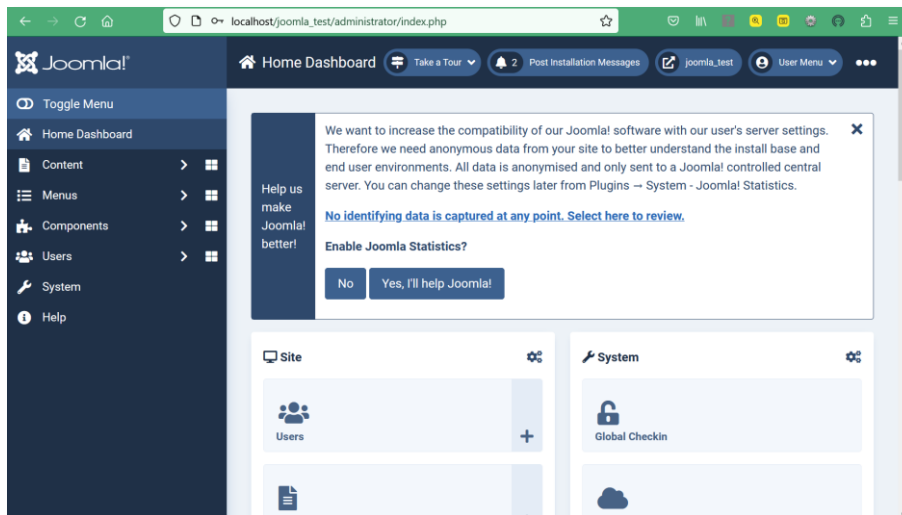 localhost/joomla_test/administrator/index.php
Joomla!
Home Dashboard
Take a Tour
2 Post Installation Messages
joomla_test
User Menu
Toggle Menu
Home Dashboard
Content
Menus
Components
Users
System
Help
Help us
make
Joomla!
better!
We want to increase the compatibility of our Joomla! software with our user's server settings.
Therefore we need anonymous data from your site to better understand the install base and
end user environments. All data is anonymised and only sent to a Joomla! controlled central
server. You can change these settings later from Plugins → System - Joomla! Statistics.
No identifying data is captured at any point. Select here to review.
Enable Joomla Statistics?
No
Yes, I'll help Joomla!
Site
Users
System
Global Checkin